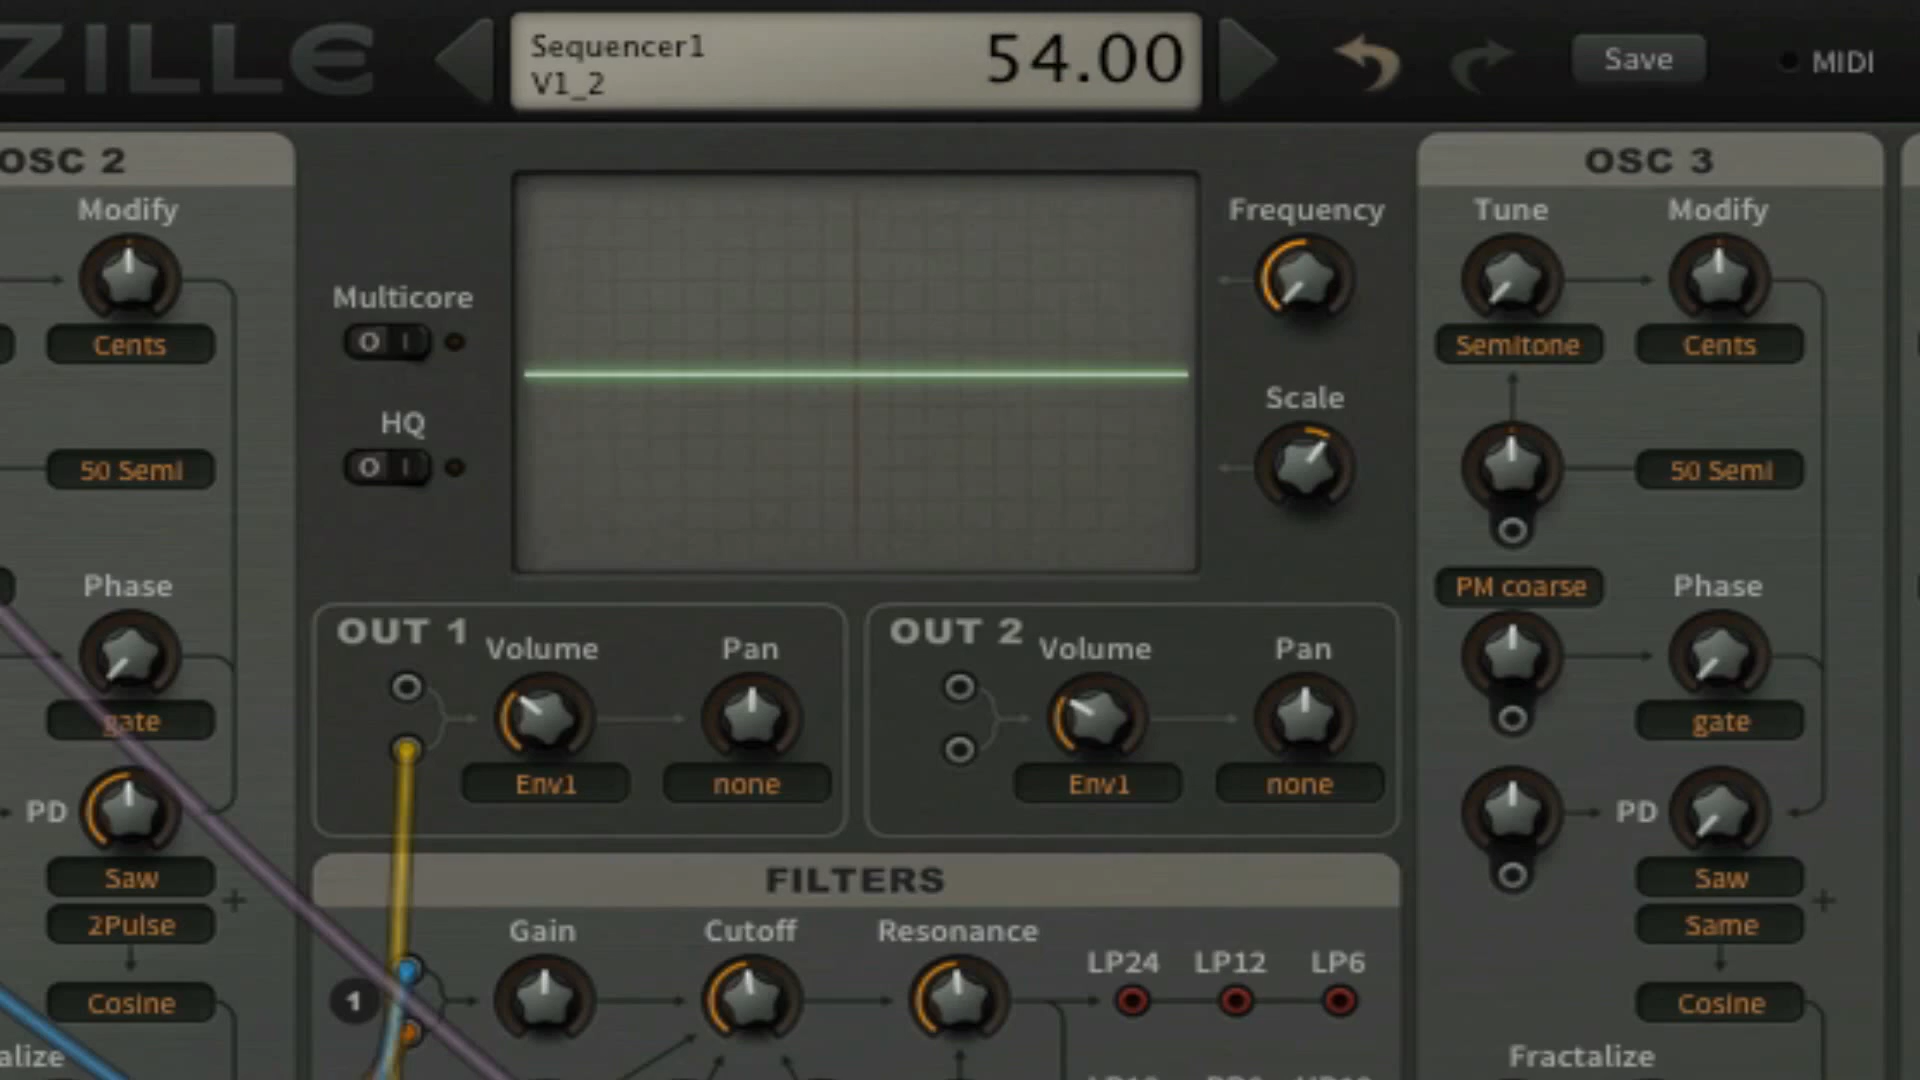 ZILLE
Sequencer1
V1_2
54.00
Save
MIDI
OSC 2
Modify
Cents
50 Semi
Phase
gate
PD
Saw
2Pulse
Cosine
alize
Multicore
O I
HQ
O I
Frequency
Scale
OUT 1
Volume
Pan
Env1
none
OUT 2
Volume
Pan
Env1
none
FILTERS
Gain
Cutoff
Resonance
LP24
LP12
LP6
1
OSC 3
Tune
Modify
Semitone
Cents
50 Semi
PM coarse
Phase
gate
PD
Saw
Same
Cosine
Fractalize